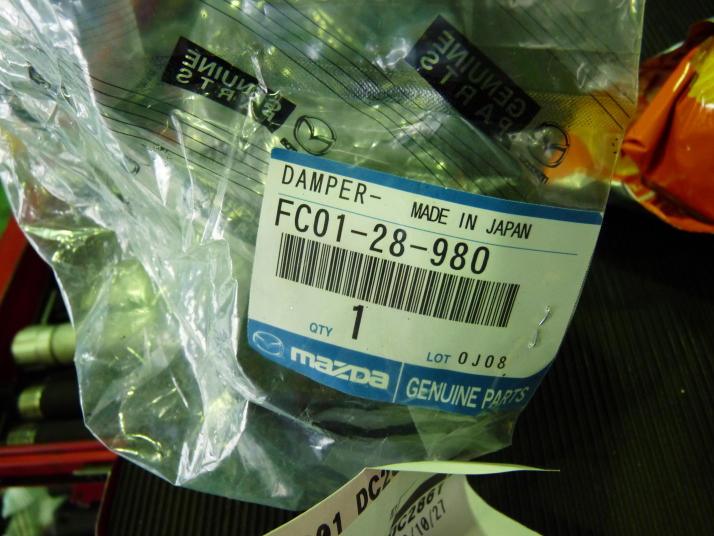 GENUINE
PARTS
GENUINE
PARTS
DAMPER- MADE IN JAPAN
FC01-28-980
QTY 1 LOT 0J08
mazda GENUINE PARTS